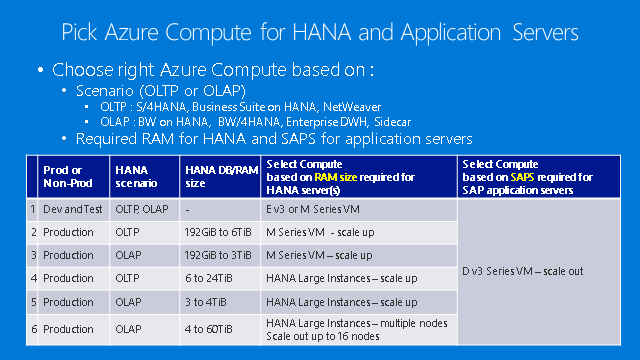 Pick Azure Compute for HANA and Application Servers
• Choose right Azure Compute based on :
• Scenario (OLTP or OLAP)
• OLTP : S/4HANA, Business Suite on HANA, NetWeaver
• OLAP : BW on HANA, BW/4HANA, Enterprise DWH, Sidecar
• Required RAM for HANA and SAPS for application servers
Prod or Non-Prod HANA scenario HANA DB/RAM size Select Compute based on RAM size required for HANA server(s) Select Compute based on SAPS required for SAP application servers
1 Dev and Test OLTP, OLAP - E v3 or M Series VM
2 Production OLTP 192GiB to 6TiB M Series VM - scale up
3 Production OLAP 192GiB to 3TiB M Series VM – scale up
D v3 Series VM – scale out
4 Production OLTP 6 to 24TiB HANA Large Instances – scale up
5 Production OLAP 3 to 4TiB HANA Large Instances – scale up
6 Production OLAP 4 to 60TiB HANA Large Instances – multiple nodes
Scale out up to 16 nodes